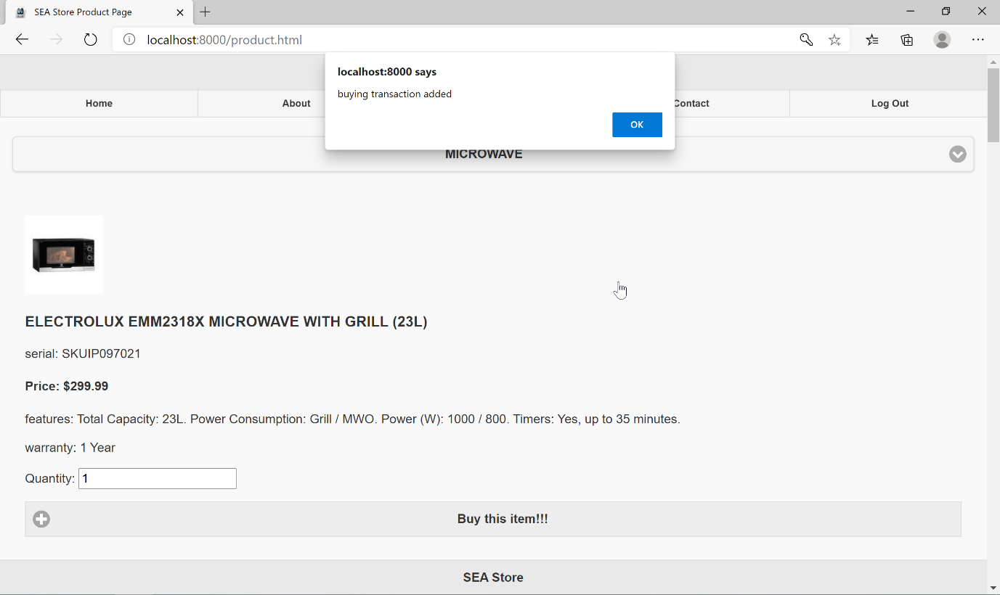 SEA Store Product Page
localhost:8000/product.html
localhost:8000 says
buying transaction added
OK
Home
About
Contact
Log Out
MICROWAVE
ELECTROLUX EMM2318X MICROWAVE WITH GRILL (23L)
serial: SKUIP097021
Price: $299.99
features: Total Capacity: 23L. Power Consumption: Grill / MWO. Power (W): 1000 / 800. Timers: Yes, up to 35 minutes.
warranty: 1 Year
Quantity: 1
Buy this item!!!
SEA Store